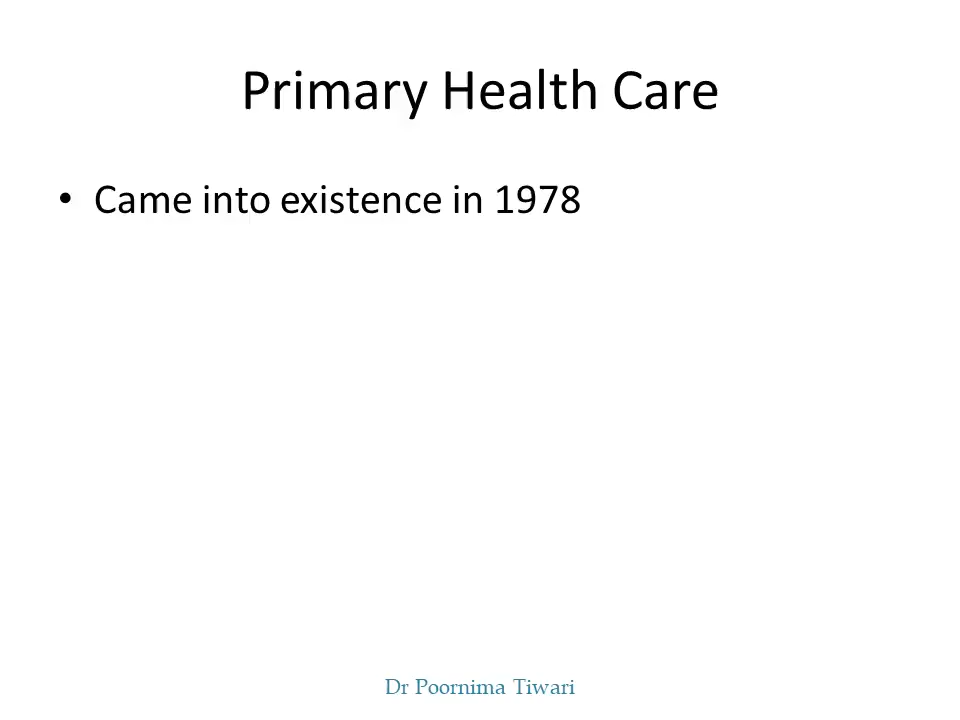 Primary Health Care
• Came into existence in 1978
Dr Poornima Tiwari